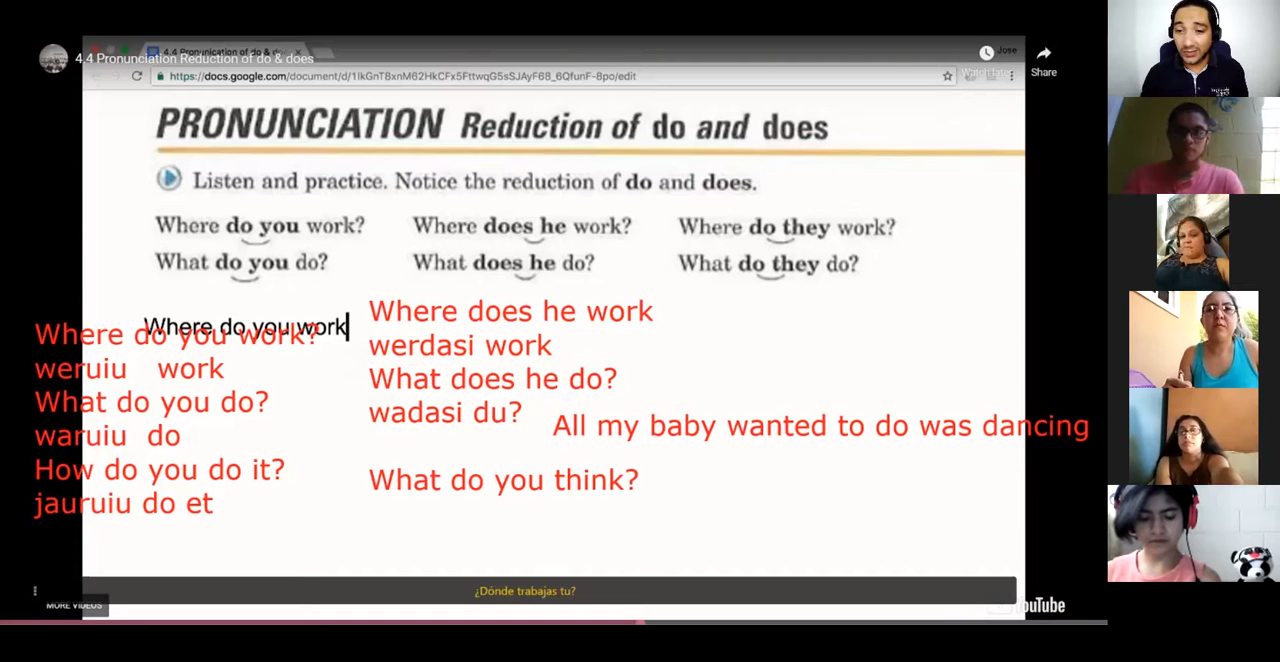 4.4 Pronunciation Reduction of do & does
Jose
https://docs.google.com/document/d/1IkGnTBxnM62HkCFx5FttwqG5sSJAyF68_6QfunF-8po/edit
Share
PRONUNCIATION Reduction of do and does
Listen and practice. Notice the reduction of do and does.
Where do you work? Where does he work? Where do they work?
What do you do? What does he do? What do they do?
Where do you work
Where do you work?
weruiu work
What do you do?
waruiu do
How do you do it?
jauruiu do et
Where does he work
werdasi work
What does he do?
wadasi du?
All my baby wanted to do was dancing
What do you think?
¿Dónde trabajas tu?
MORE VIDEOS
YouTube